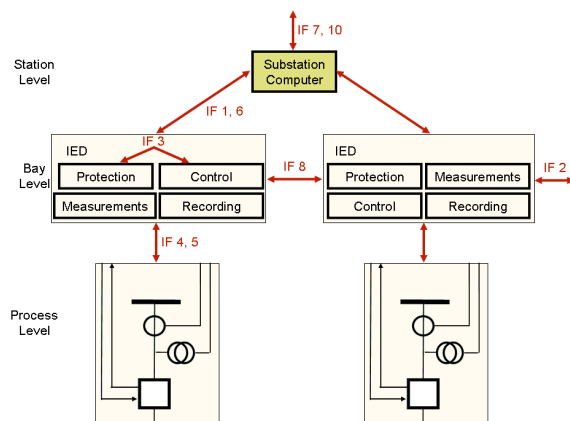 IF 7, 10
Station
Level
Substation
Computer
IF 1, 6
IED
IF 3
Protection
Control
Measurements
Recording
Bay
Level
IF 8
IED
Protection
Measurements
Control
Recording
IF 2
IF 4, 5
Process
Level